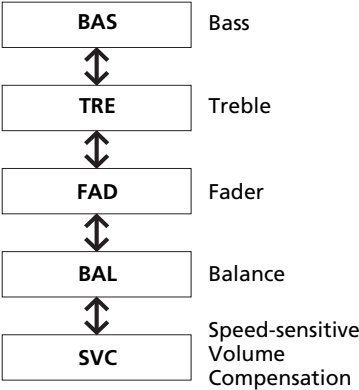 BAS Bass
TRE Treble
FAD Fader
BAL Balance
SVC Speed-sensitive
Volume
Compensation